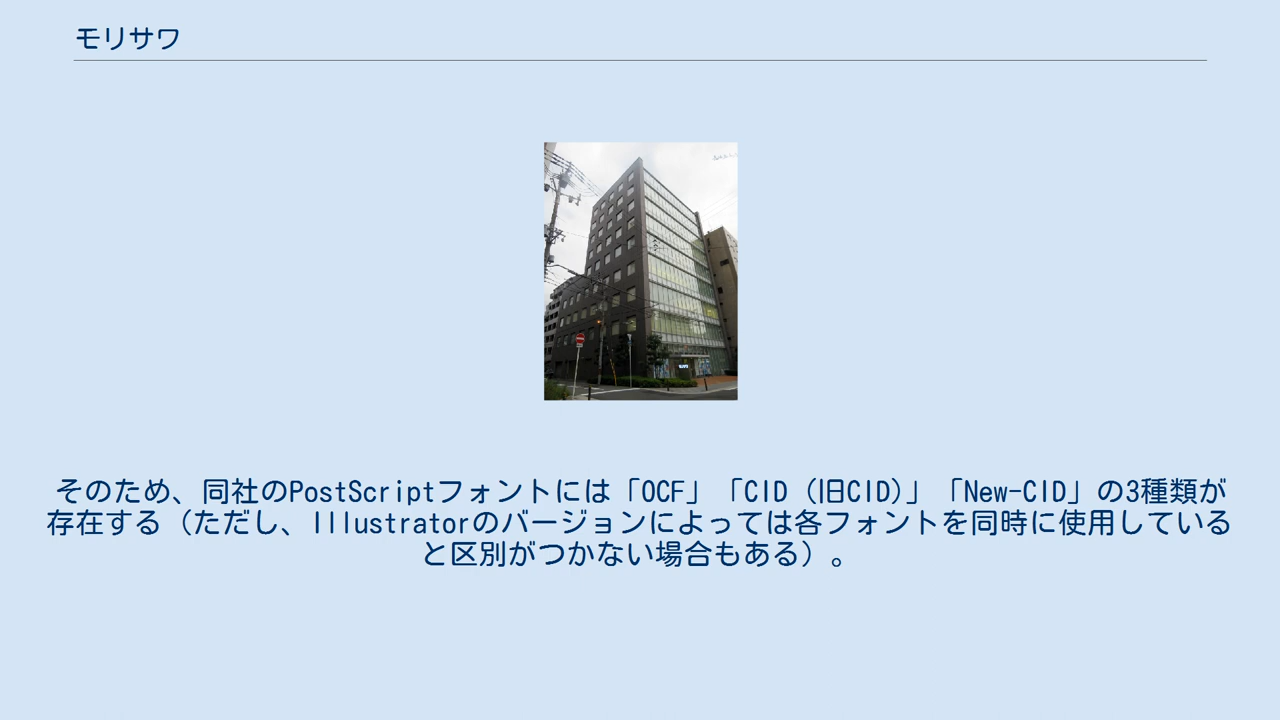 モリサワ
そのため、同社のPostScriptフォントには「OCF」「CID（旧CID）」「New-CID」の3種類が
存在する（ただし、Illustratorのバージョンによっては各フォントを同時に使用している
と区別がつかない場合もある）。